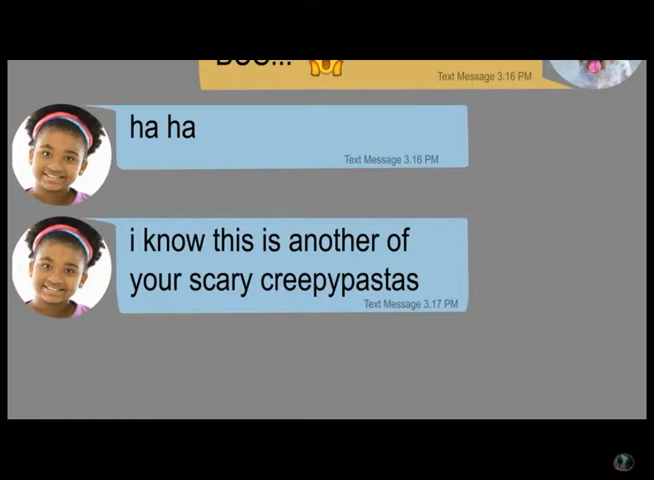 Text Message 3.16 PM
ha ha
Text Message 3.16 PM
i know this is another of
your scary creepypastas
Text Message 3.17 PM